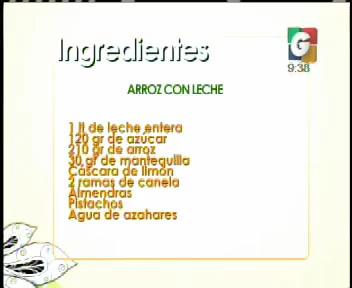 Ingredientes
G
9:38
ARROZ CON LECHE
1 lt de leche entera
120 gr de azúcar
210 gr de arroz
30 gr de mantequilla
Cáscara de limón
2 ramas de canela
Almendras
Pistachos
Agua de azahares